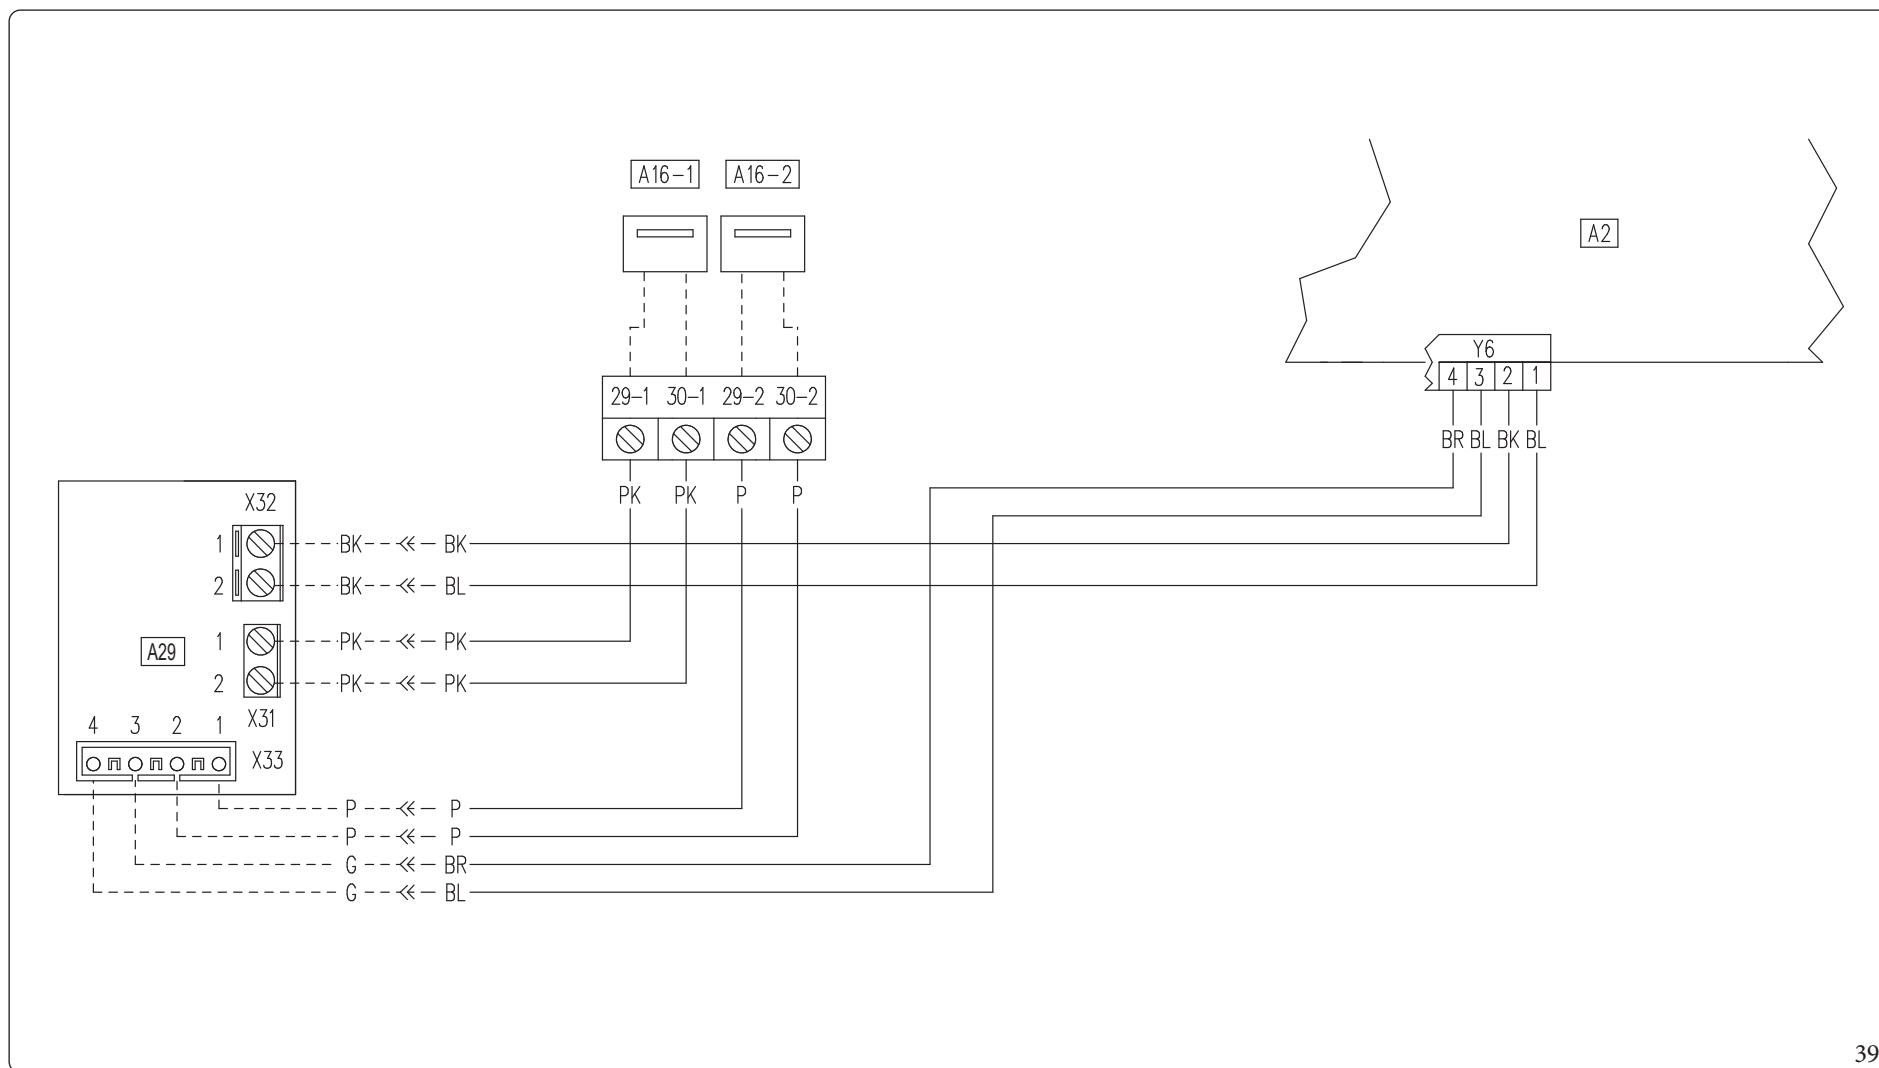 A16-1 A16-2
A2
Y6
4 3 2 1
29-1 30-1 29-2 30-2
BR BL BK BL
PK PK P P
X32
1 BK BK
2 BK BL
1 PK PK
A29
2 PK PK
X31
4 3 2 1
X33
P P
P P
G BR
G BL
39